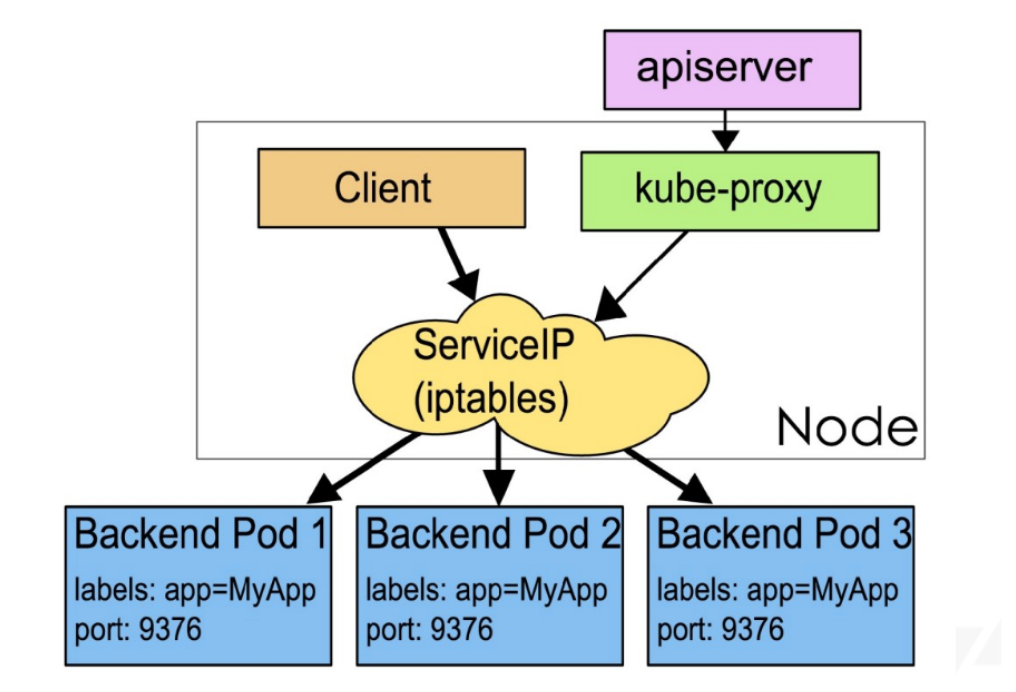 apiserver
Client
kube-proxy
ServiceIP
(iptables)
Node
Backend Pod 1
labels: app=MyApp
port: 9376
Backend Pod 2
labels: app=MyApp
port: 9376
Backend Pod 3
labels: app=MyApp
port: 9376